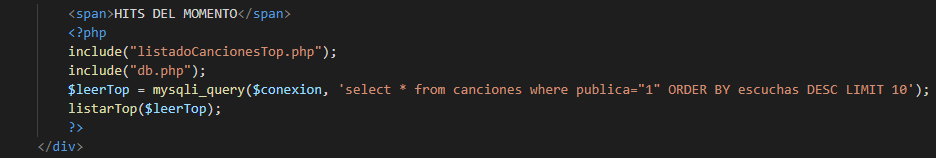 <span>HITS DEL MOMENTO</span>
<?php
include("listadoCancionesTop.php");
include("db.php");
$leerTop = mysqli_query($conexion, 'select * from canciones where publica="1" ORDER BY escuchas DESC LIMIT 10');
listarTop($leerTop);
?>
</div>